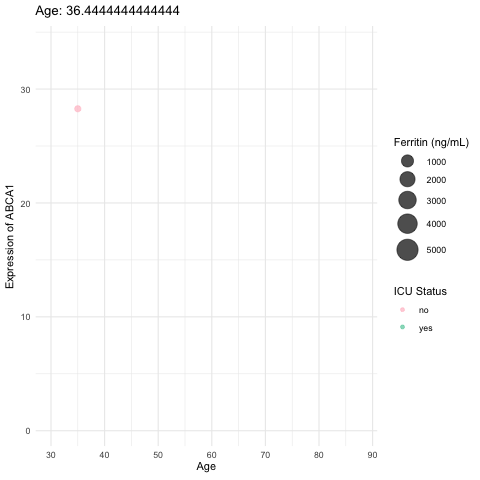 Age: 36.4444444444444
Expression of ABCA1
30
20
10
0
30 40 50 60 70 80 90
Age
Ferritin (ng/mL)
1000
2000
3000
4000
5000
ICU Status
no
yes